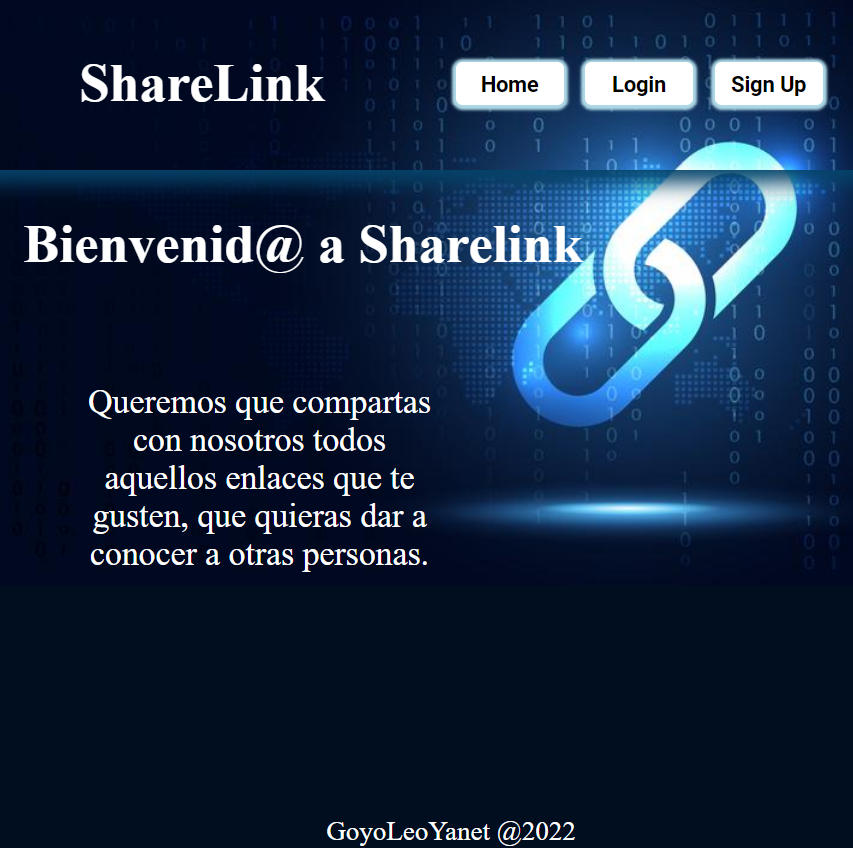 ShareLink
Home
Login
Sign Up
Bienvenid@ a Sharelink
Queremos que compartas
con nosotros todos
aquellos enlaces que te
gusten, que quieras dar a
conocer a otras personas.
GoyoLeoYanet @2022